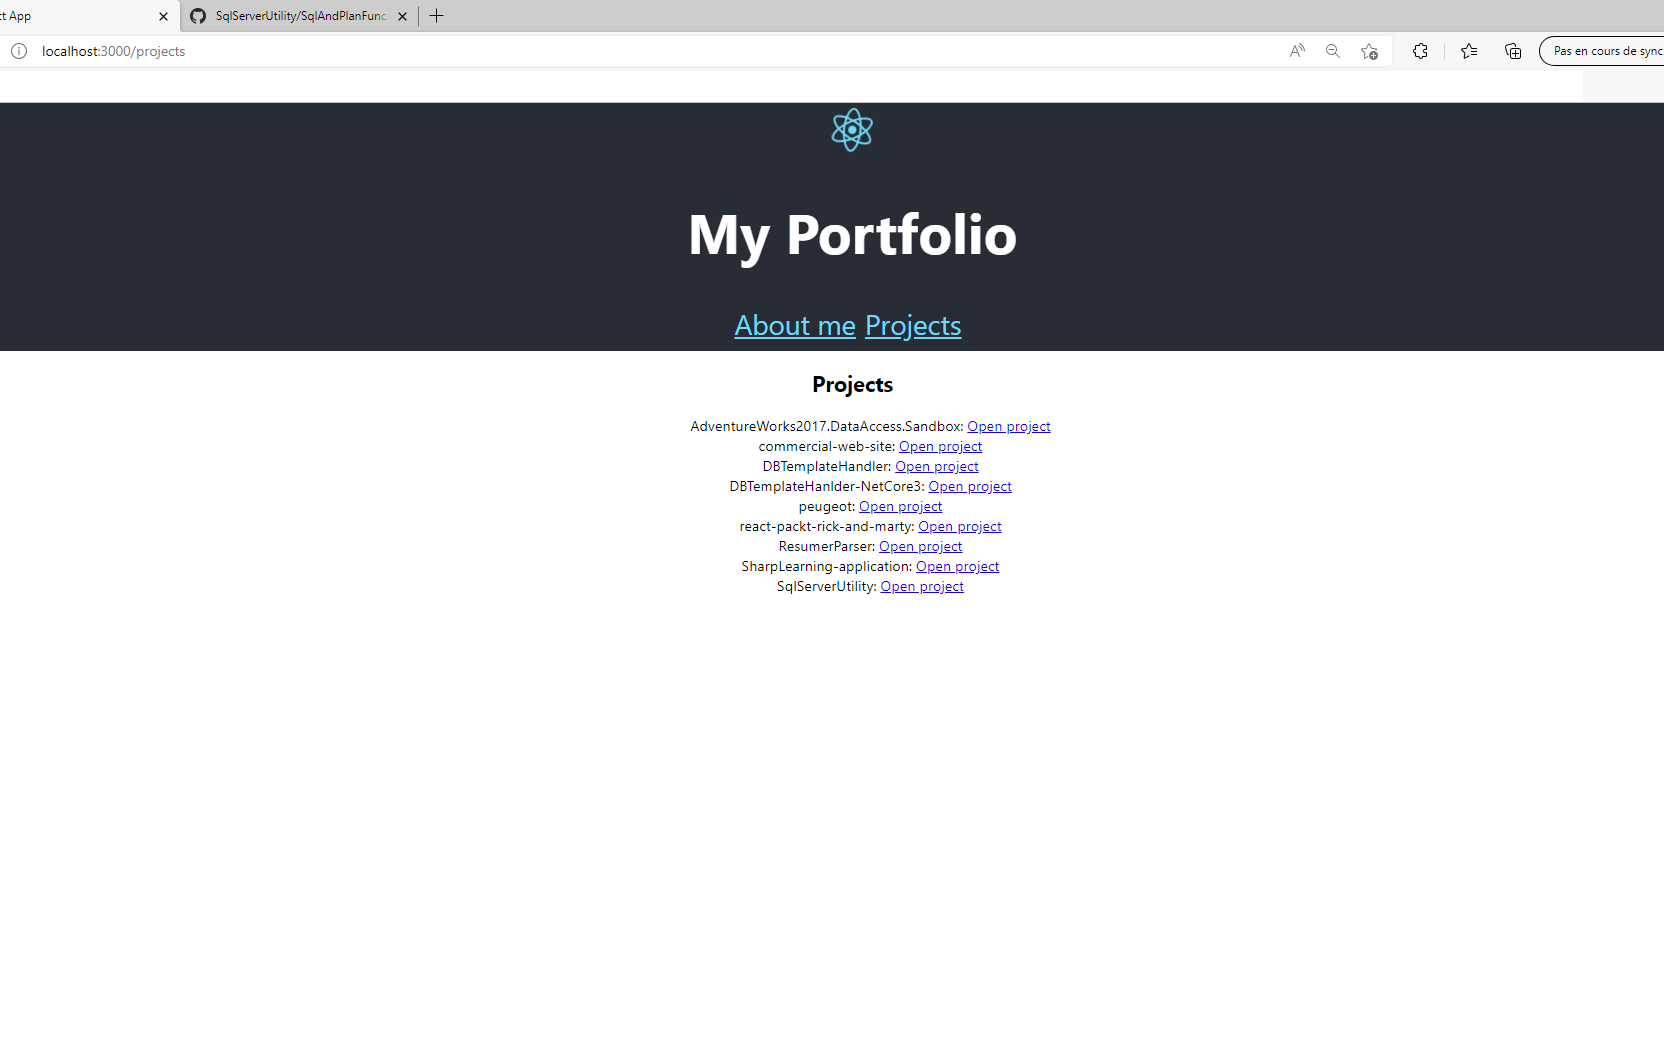 ct App
SqlServerUtility/SqlAndPlanFunc
localhost:3000/projects
Pas en cours de sync
My Portfolio
About me Projects
Projects
AdventureWorks2017.DataAccess.Sandbox: Open project
commercial-web-site: Open project
DBTemplateHandler: Open project
DBTemplateHanlder-NetCore3: Open project
peugeot: Open project
react-packt-rick-and-marty: Open project
ResumerParser: Open project
SharpLearning-application: Open project
SqlServerUtility: Open project